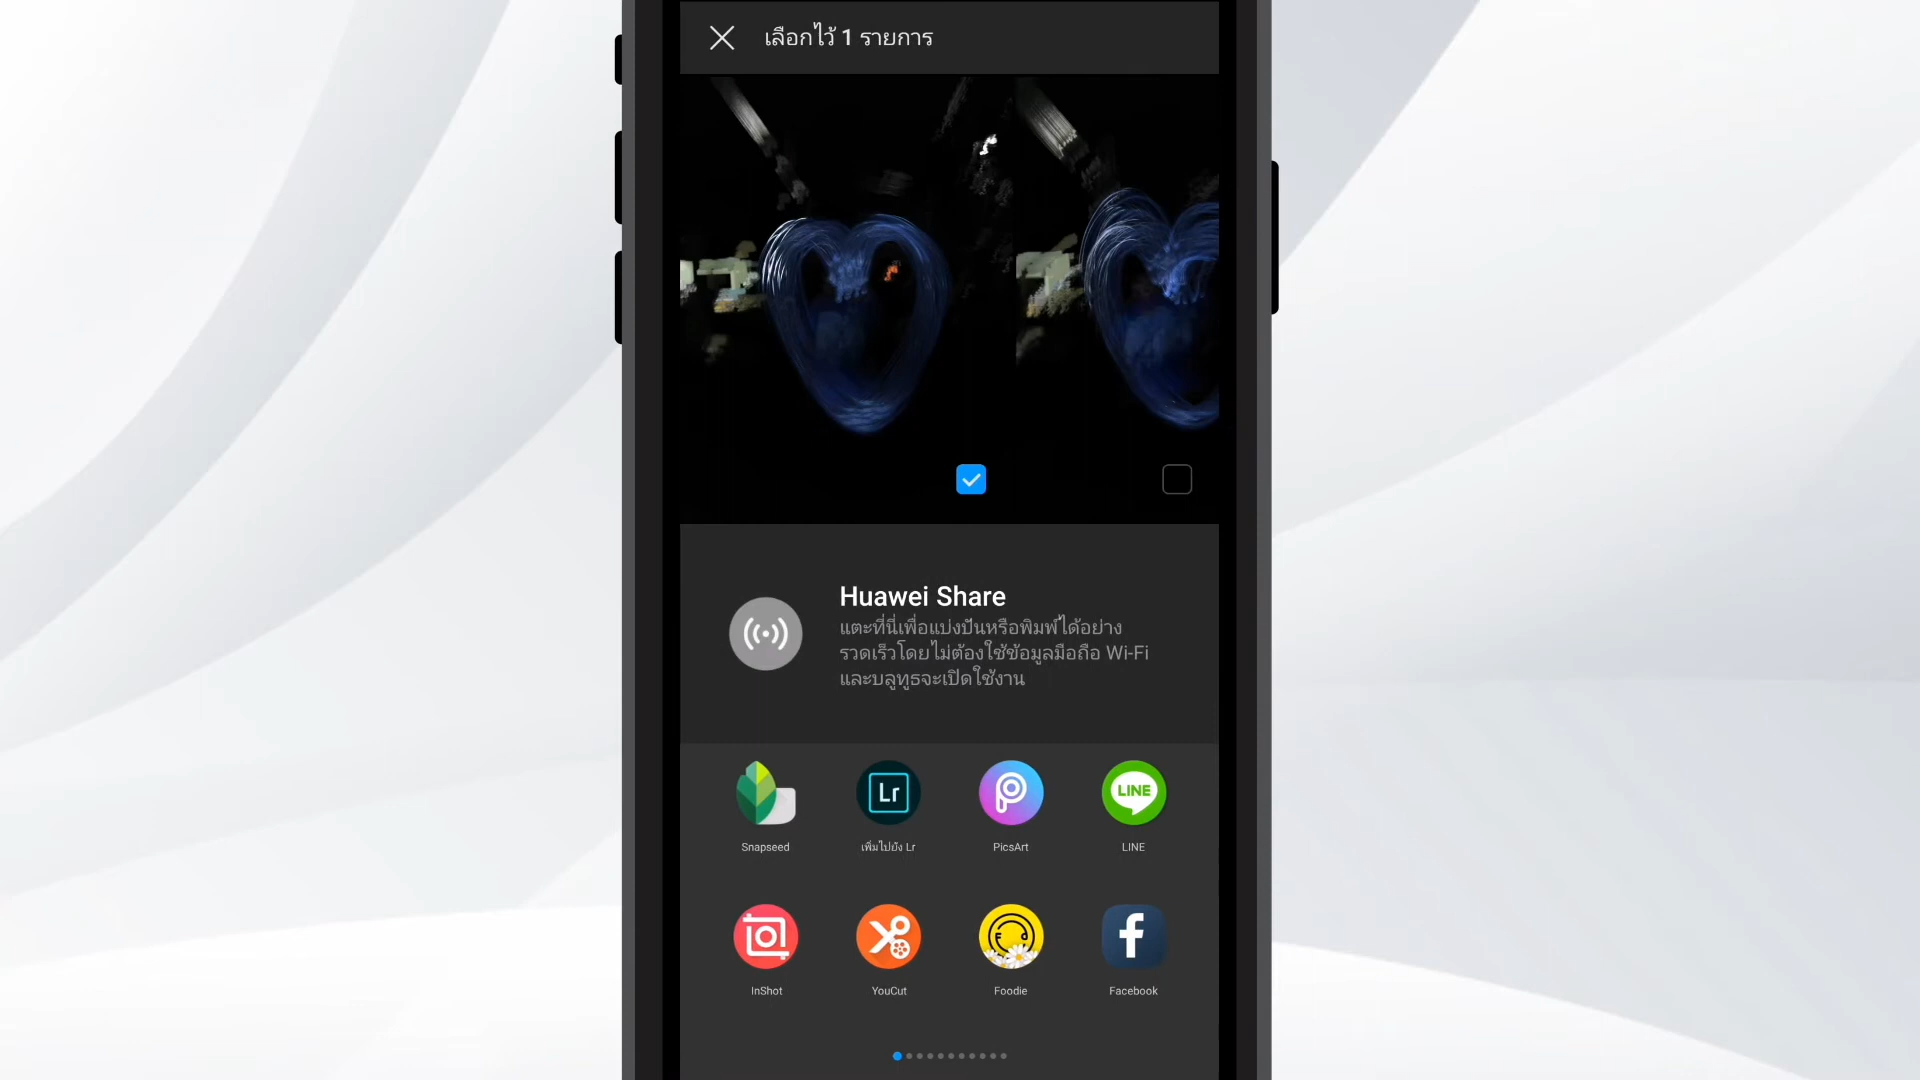 เลือกไว้ 1 รายการ
Huawei Share
แตะที่นี่เพื่อแบ่งปันหรือพิมพ์ได้อย่าง
รวดเร็วโดยไม่ต้องใช้ข้อมูลมือถือ Wi-Fi
และบลูทูธจะเปิดใช้งาน
Lr
LINE
Snapseed
เพิ่มไปยัง Lr
PicsArt
LINE
InShot
YouCut
Foodie
Facebook